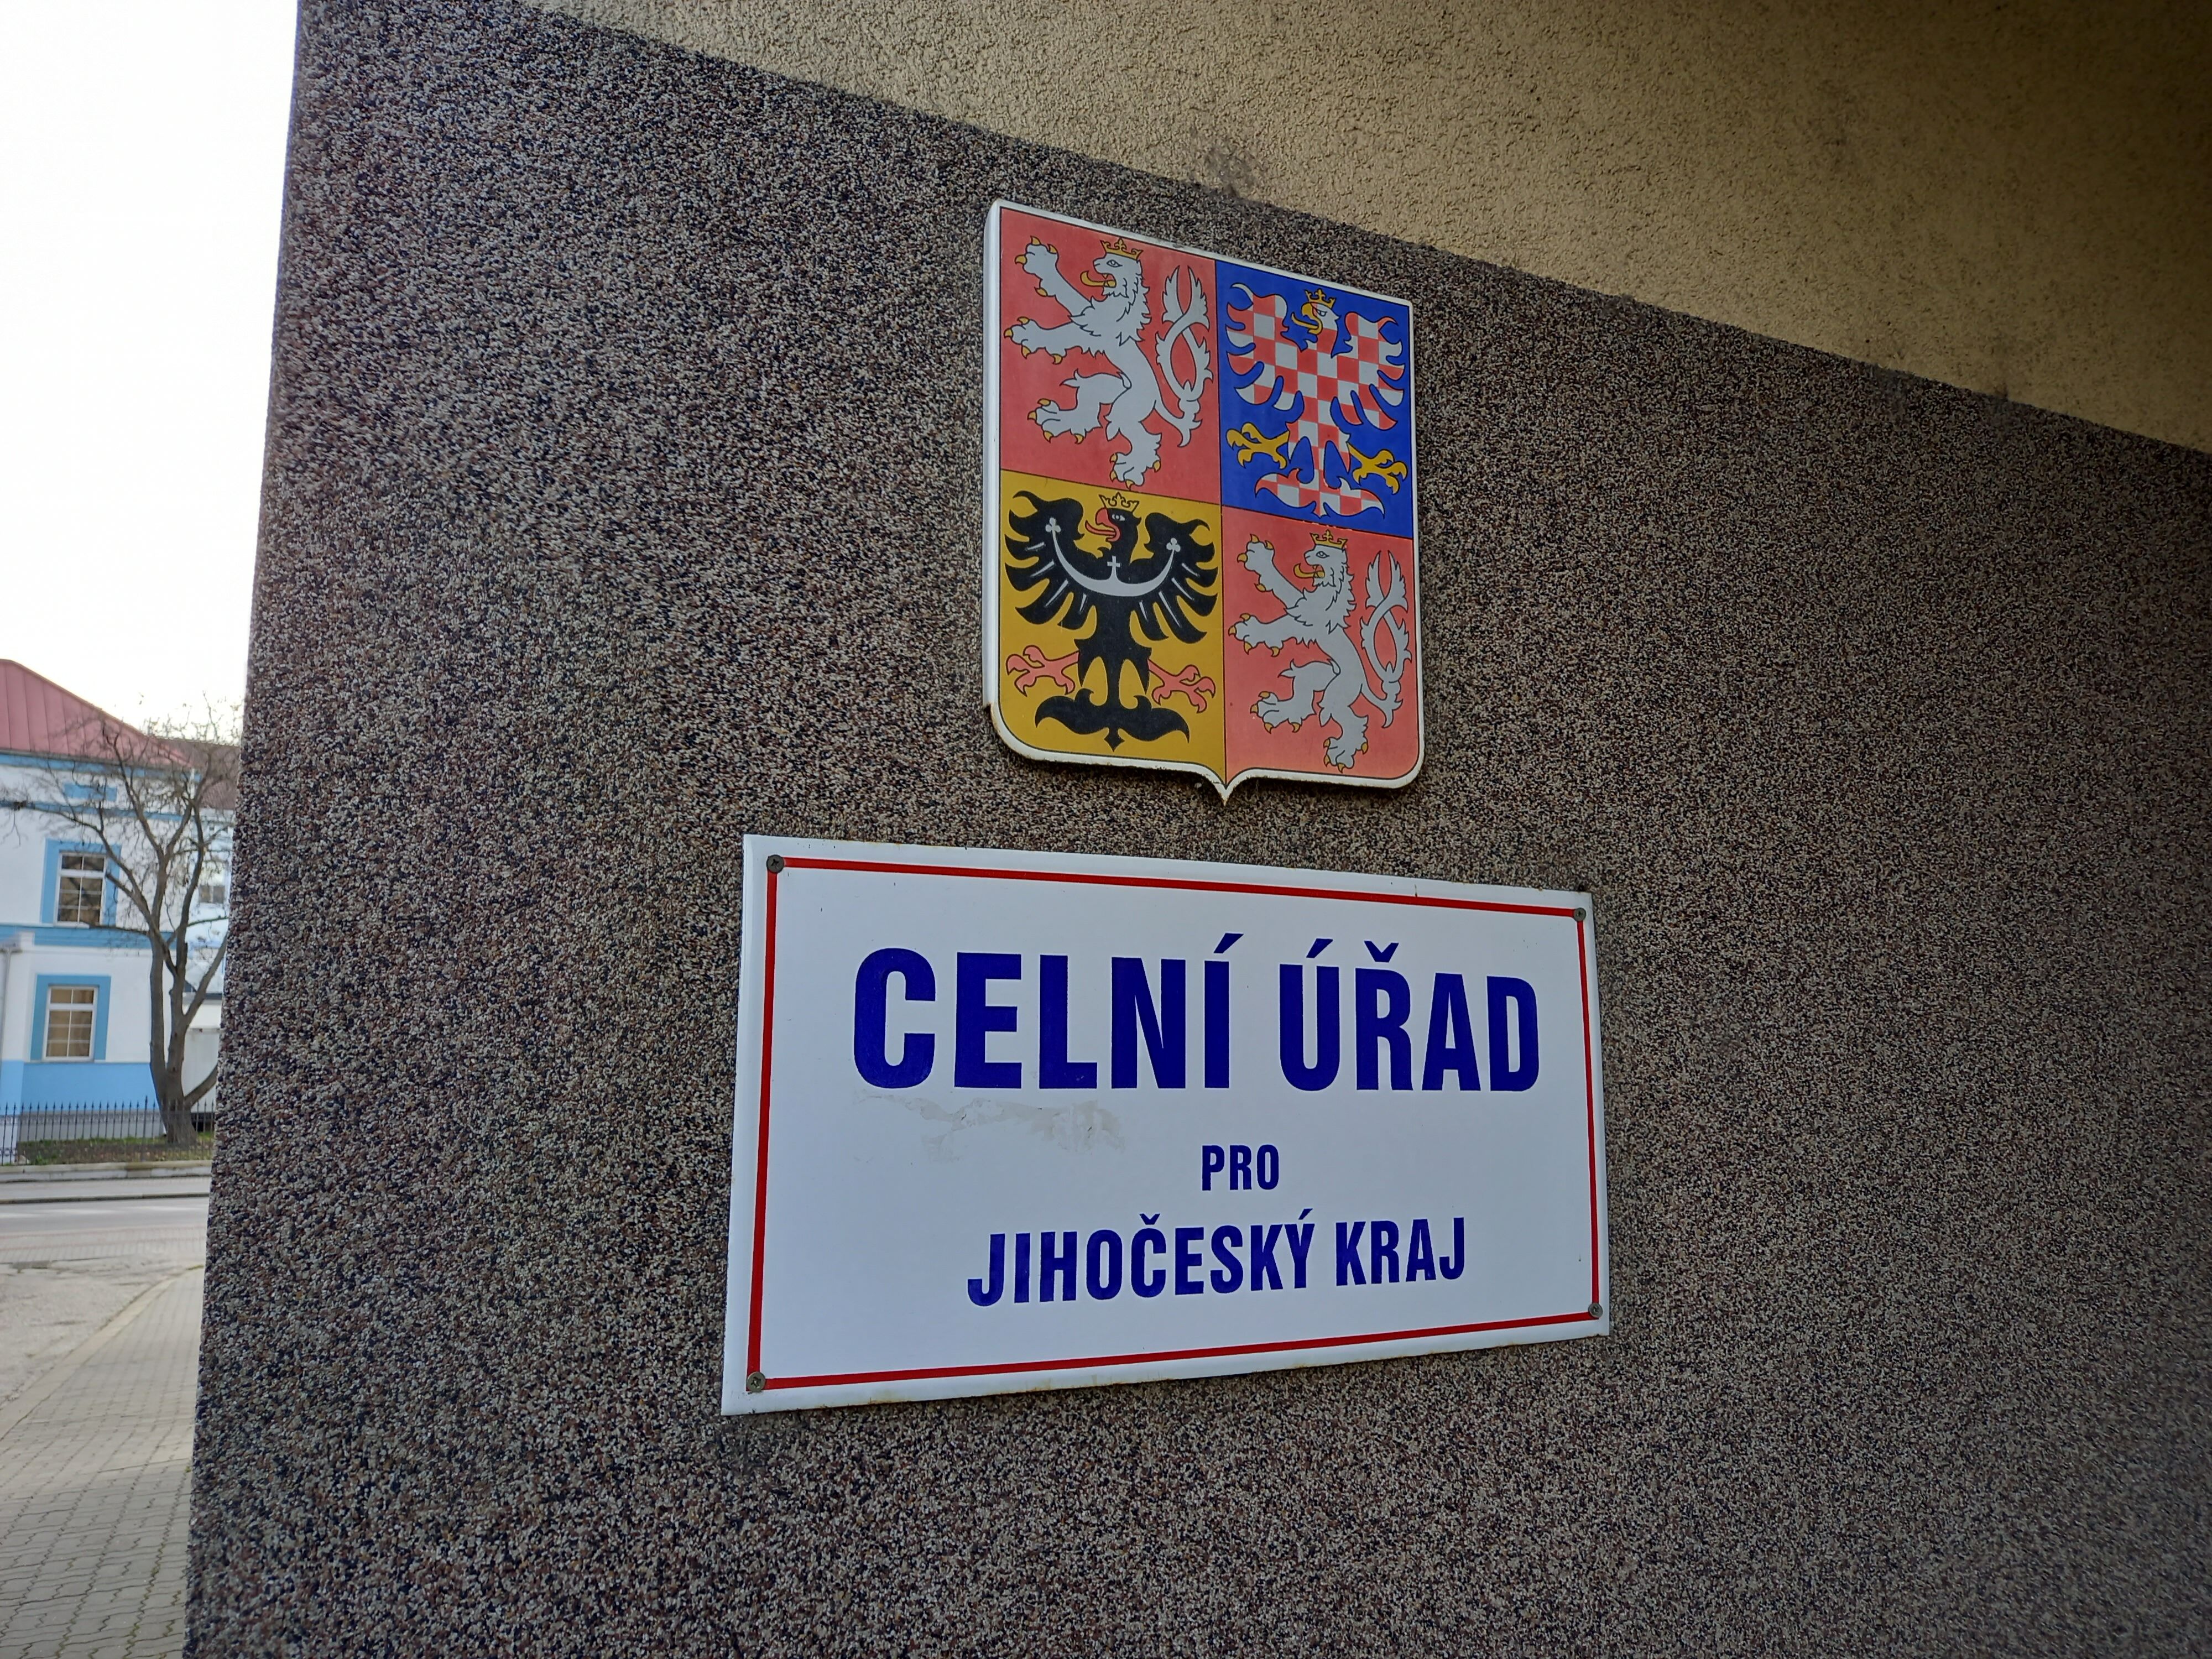 CELNÍ ÚŘAD
PRO
JIHOČESKÝ KRAJ